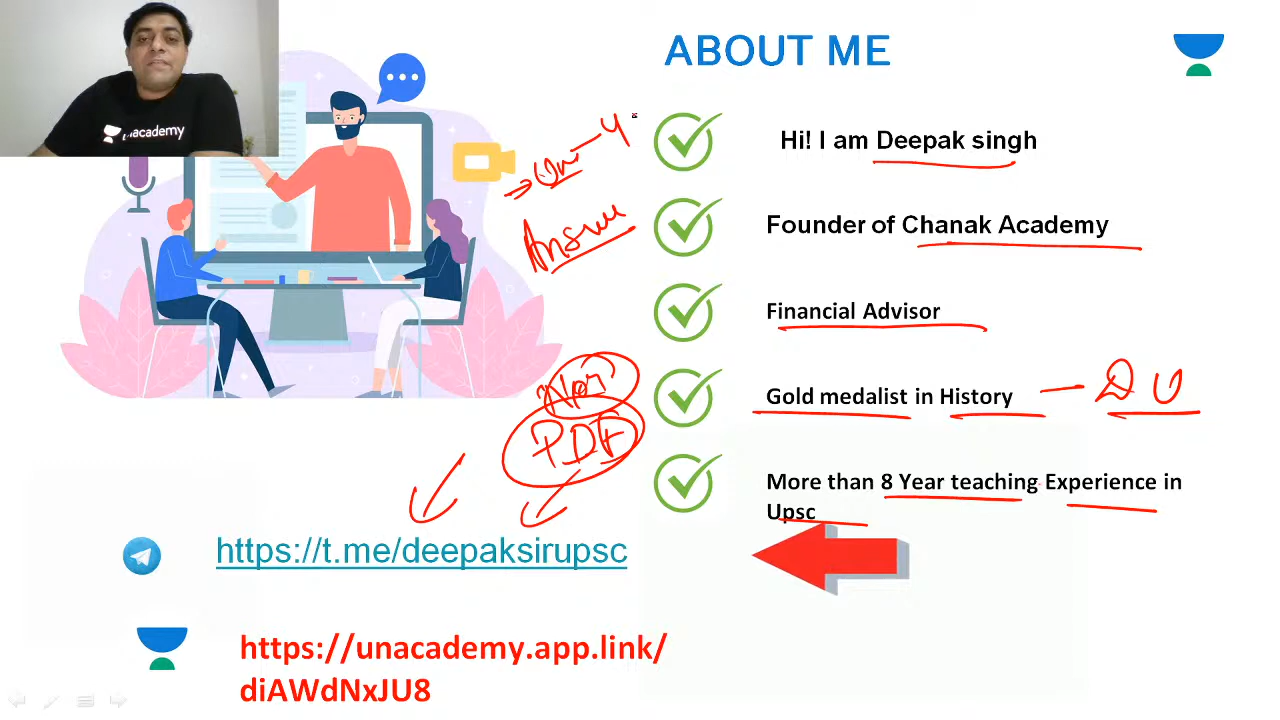 ABOUT ME
unacademy
Hi! I am Deepak singh
Founder of Chanak Academy
Answer
Financial Advisor
Gold medalist in History — DU
PDF
More than 8 Year teaching Experience in
Upsc
https://t.me/deepaksirupsc
https://unacademy.app.link/
diAWdNxJU8